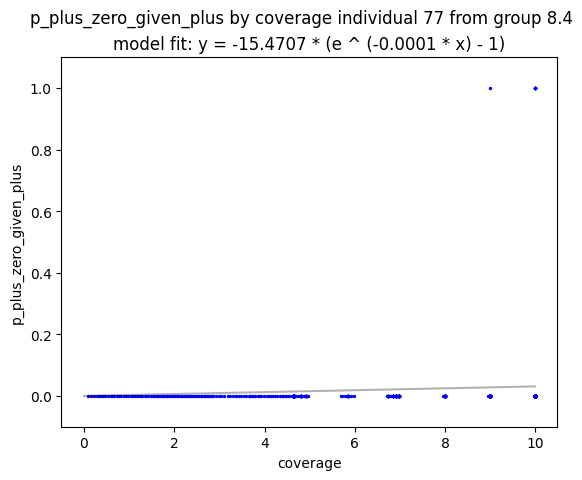 p_plus_zero_given_plus by coverage individual 77 from group 8.4
model fit: y = -15.4707 * (e ^ (-0.0001 * x) - 1)
1.0
0.8
0.6
0.4
0.2
0.0
p_plus_zero_given_plus
0 2 4 6 8 10
coverage